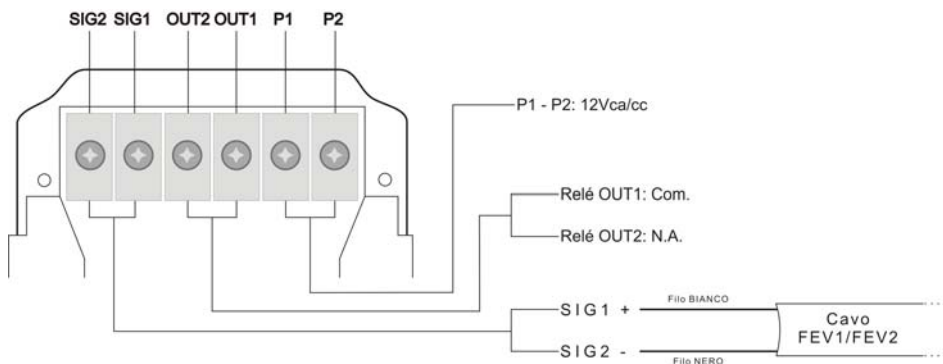 SIG2 SIG1 OUT2 OUT1 P1 P2
P1 - P2: 12Vca/cc
Relé OUT1: Com.
Relé OUT2: N.A.
SIG1 +
Filo BIANCO
SIG2 -
Filo NERO
Cavo
FEV1/FEV2